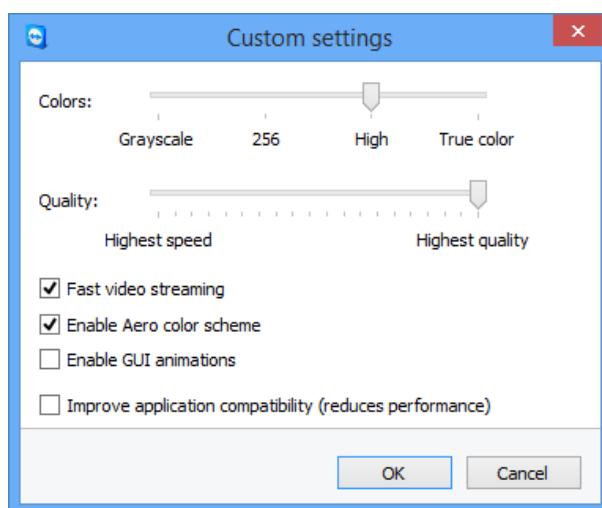 Custom settings
Colors:
Grayscale 256 High True color
Quality:
Highest speed Highest quality
Fast video streaming
Enable Aero color scheme
Enable GUI animations
Improve application compatibility (reduces performance)
OK Cancel